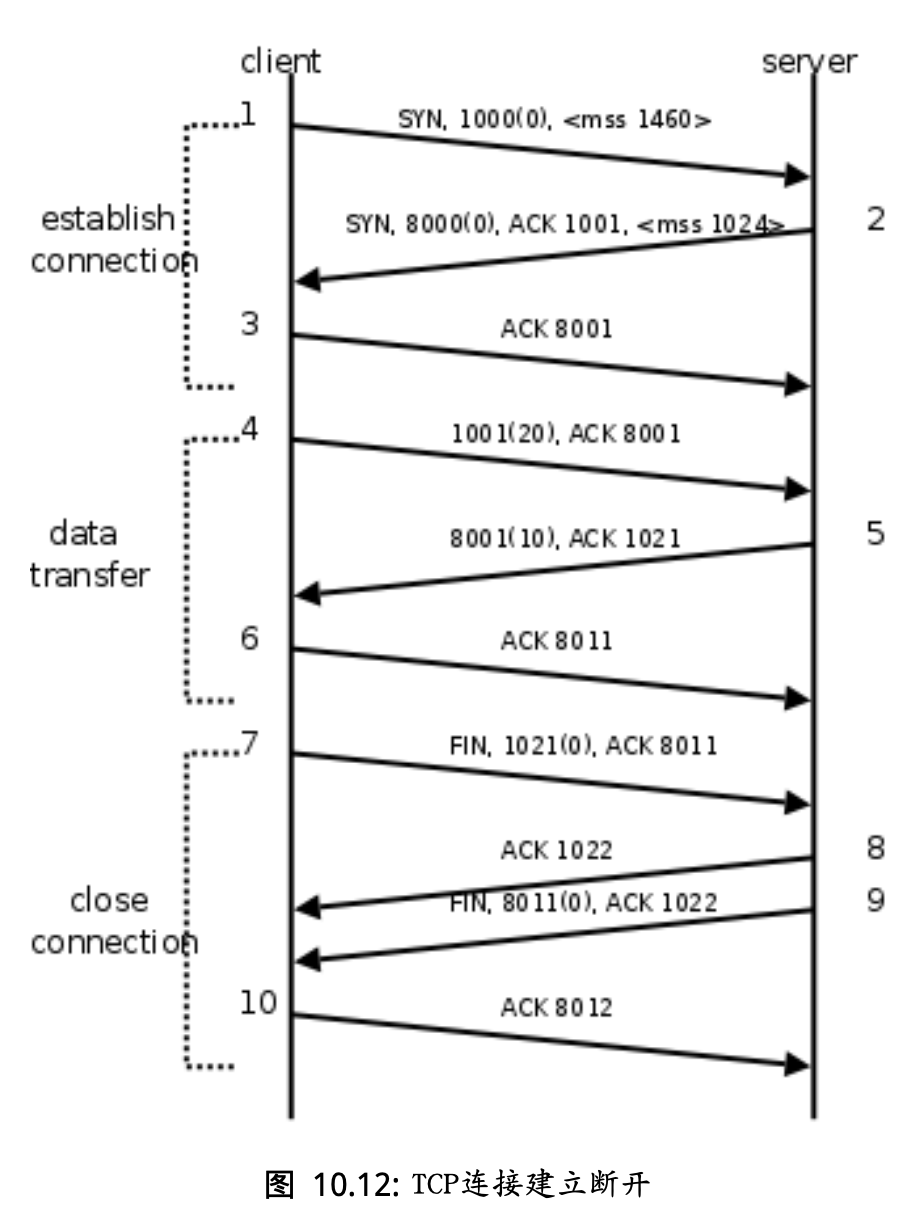 client
server
1
SYN, 1000(0), <mss 1460>
establish
connection
SYN, 8000(0), ACK 1001, <mss 1024>
2
3
ACK 8001
4
1001(20), ACK 8001
data
transfer
8001(10), ACK 1021
5
6
ACK 8011
7
FIN, 1021(0), ACK 8011
ACK 1022
8
close
connection
FIN, 8011(0), ACK 1022
9
10
ACK 8012
图 10.12: TCP连接建立断开